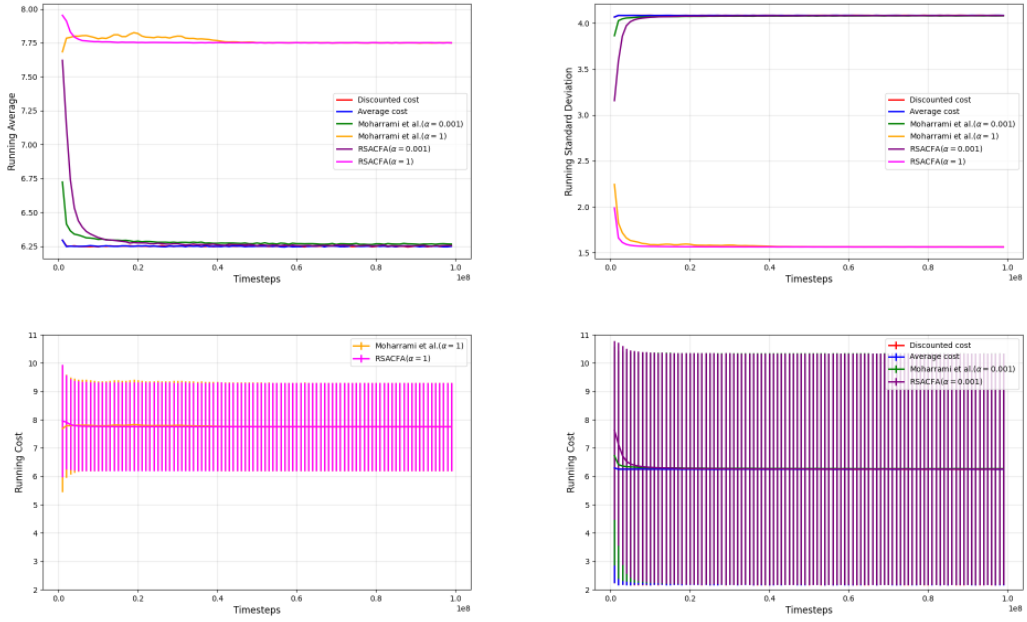 8.00
7.75
7.50
7.25
7.00
6.75
6.50
6.25
Running Average
Discounted cost
Average cost
Moharrami et al.(α = 0.001)
Moharrami et al.(α = 1)
RSACFA(α = 0.001)
RSACFA(α = 1)
0.0 0.2 0.4 0.6 0.8 1.0
1e8
Timesteps
4.0
3.5
3.0
2.5
2.0
1.5
Running Standard Deviation
Discounted cost
Average cost
Moharrami et al.(α = 0.001)
Moharrami et al.(α = 1)
RSACFA(α = 0.001)
RSACFA(α = 1)
0.0 0.2 0.4 0.6 0.8 1.0
1e8
Timesteps
11
10
9
8
7
6
5
4
3
2
Running Cost
Moharrami et al.(α = 1)
RSACFA(α = 1)
0.0 0.2 0.4 0.6 0.8 1.0
1e8
Timesteps
11
10
9
8
7
6
5
4
3
2
Running Cost
Discounted cost
Average cost
Moharrami et al.(α = 0.001)
RSACFA(α = 0.001)
0.0 0.2 0.4 0.6 0.8 1.0
1e8
Timesteps